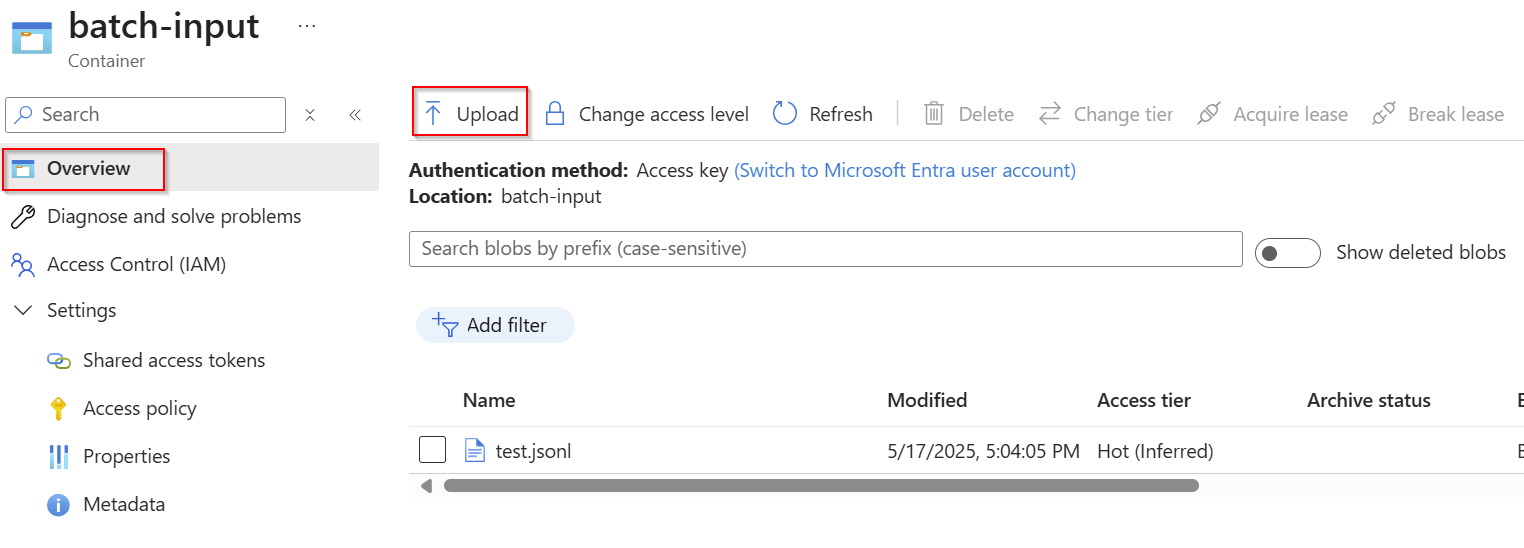 batch-input ...
Container
Search
Overview
Diagnose and solve problems
Access Control (IAM)
Settings
Shared access tokens
Access policy
Properties
Metadata
Upload Change access level Refresh Delete Change tier Acquire lease Break lease
Authentication method: Access key (Switch to Microsoft Entra user account)
Location: batch-input
Search blobs by prefix (case-sensitive)
Show deleted blobs
Add filter
Name Modified Access tier Archive status
test.jsonl 5/17/2025, 5:04:05 PM Hot (Inferred)